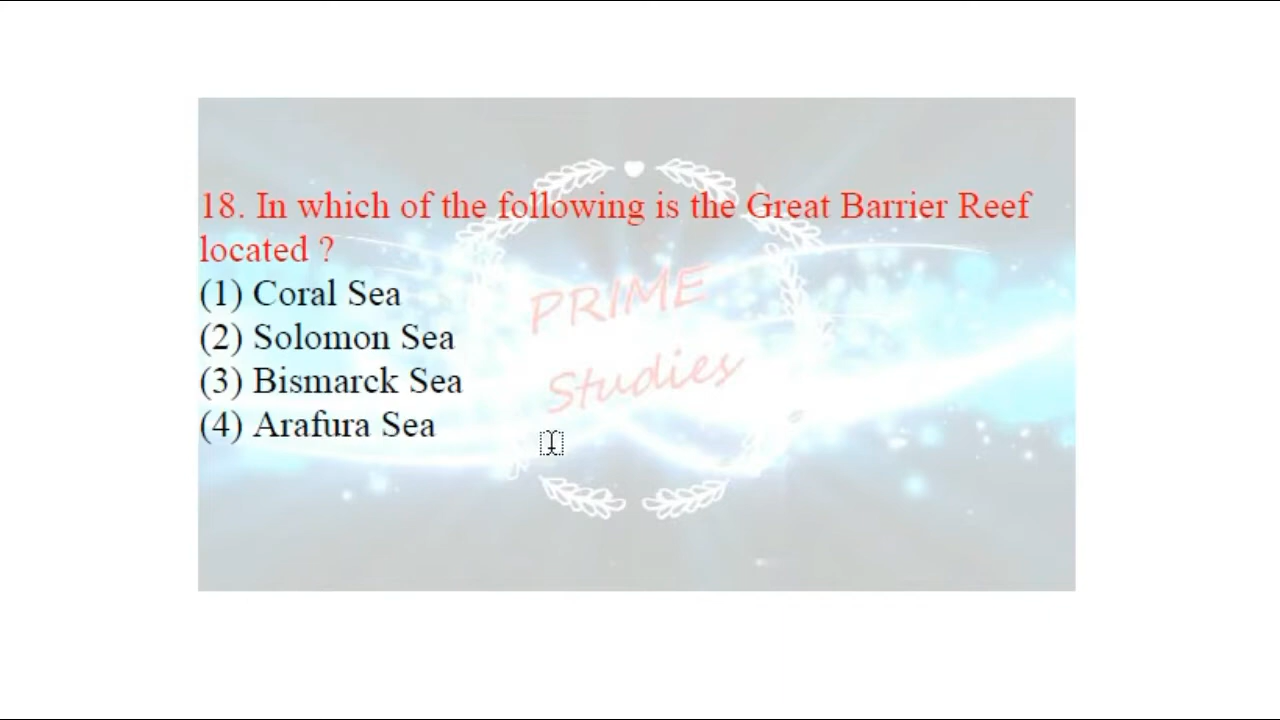 18. In which of the following is the Great Barrier Reef
located ?
(1) Coral Sea
(2) Solomon Sea
(3) Bismarck Sea
(4) Arafura Sea
PRIME
Studies